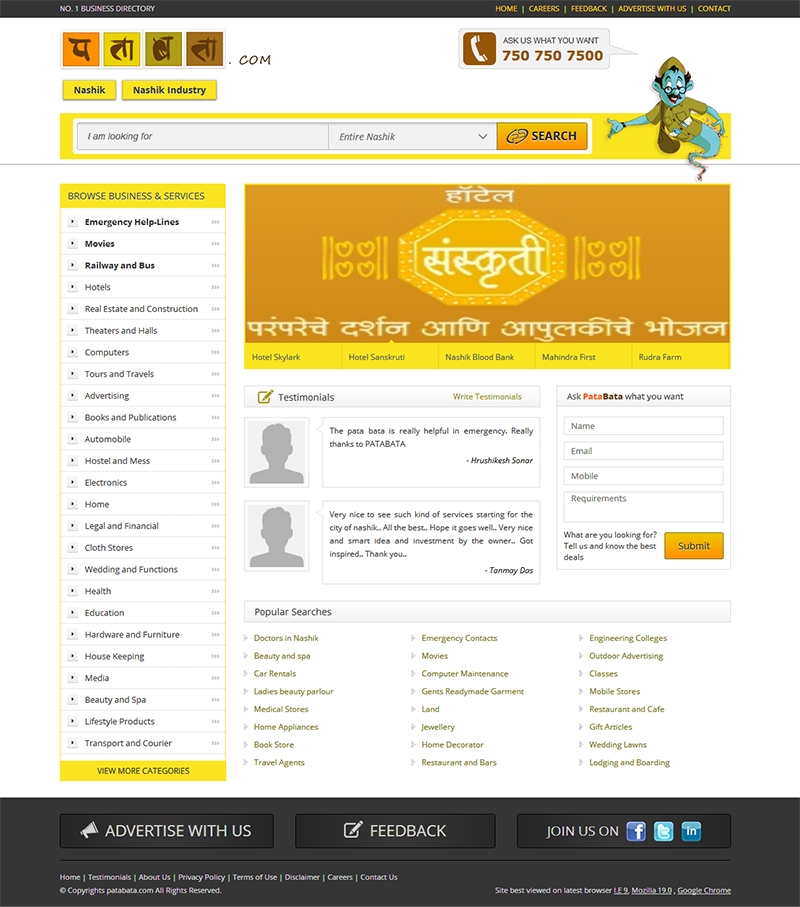 NO. 1 BUSINESS DIRECTORY
HOME | CAREERS | FEEDBACK | ADVERTISE WITH US | CONTACT
पताबता. COM
ASK US WHAT YOU WANT
750 750 7500
Nashik
Nashik Industry
I am looking for
Entire Nashik
SEARCH
BROWSE BUSINESS & SERVICES
Emergency Help-Lines
Movies
Railway and Bus
Hotels
Real Estate and Construction
Theaters and Halls
Computers
Tours and Travels
Advertising
Books and Publications
Automobile
Hostel and Mess
Electronics
Home
Legal and Financial
Cloth Stores
Wedding and Functions
Health
Education
Hardware and Furniture
House Keeping
Media
Beauty and Spa
Lifestyle Products
Transport and Courier
VIEW MORE CATEGORIES
हॉटेल
संस्कृती
परंपरेचे दर्शन आणि आपुलकीचे भोजन
Hotel Skylark
Hotel Sanskruti
Nashik Blood Bank
Mahindra First
Rudra Farm
Testimonials
Write Testimonials
The pata bata is really helpful in emergency. Really
thanks to PATABATA
- Hrushikesh Sonar
Very nice to see such kind of services starting for the
city of nashik.. All the best.. Hope it goes well.. Very nice
and smart idea and investment by the owner.. Got
inspired.. Thank you..
- Tanmay Das
Ask PataBata what you want
Name
Email
Mobile
Requirements
What are you looking for?
Tell us and know the best
deals
Submit
Popular Searches
Doctors in Nashik
Beauty and spa
Car Rentals
Ladies beauty parlour
Medical Stores
Home Appliances
Book Store
Travel Agents
Emergency Contacts
Movies
Computer Maintenance
Gents Readymade Garment
Land
Jewellery
Home Decorator
Restaurant and Bars
Engineering Colleges
Outdoor Advertising
Classes
Mobile Stores
Restaurant and Cafe
Gift Articles
Wedding Lawns
Lodging and Boarding
ADVERTISE WITH US
FEEDBACK
JOIN US ON
Home | Testimonials | About Us | Privacy Policy | Terms of Use | Disclaimer | Careers | Contact Us
© Copyrights patabata.com All Rights Reserved.
Site best viewed on latest browser I.E 9, Mozilla 19.0 , Google Chrome